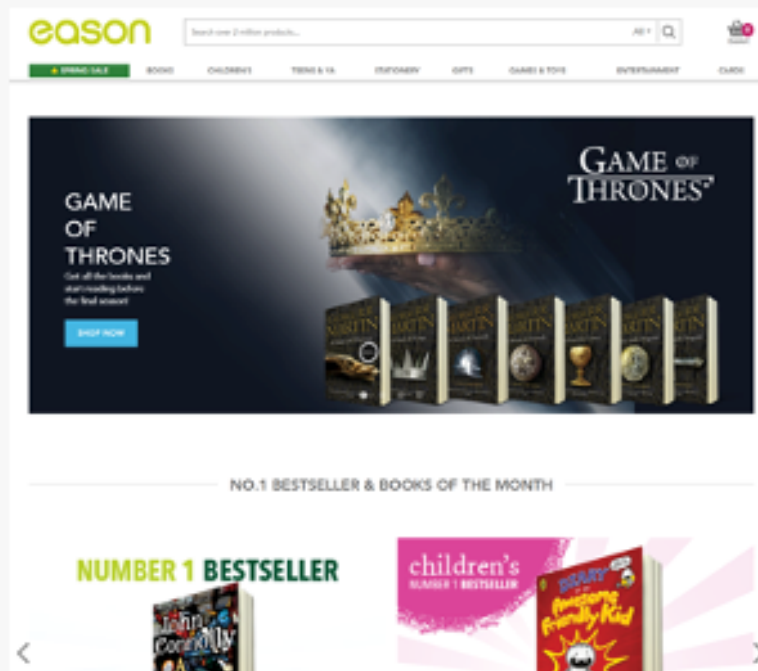 eason
Search over 2 million products...
All
SPRING SALE
BOOKS
CHILDREN'S
TEENS & YA
STATIONERY
GIFTS
GAMES & TOYS
ENTERTAINMENT
CARDS
GAME OF
THRONES
GAME
OF
THRONES
Get all the books and
start reading before
the final season!
SHOP NOW
MARTIN
MARTIN
MARTIN
MARTIN
MARTIN
MARTIN
MARTIN
NO.1 BESTSELLER & BOOKS OF THE MONTH
NUMBER 1 BESTSELLER
John
Connolly
children's
NUMBER 1 BESTSELLER
DIARY
Awesome
Friendly Kid